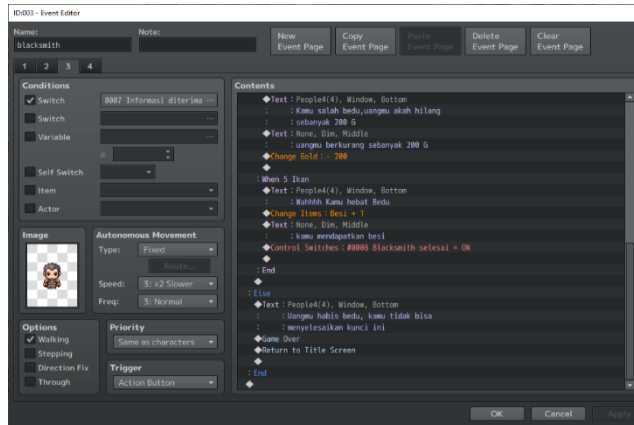 ID:003 - Event Editor
Name:
Note:
blacksmith
New Event Page
Copy Event Page
Paste Event Page
Delete Event Page
Clear Event Page
1 2 3 4
Conditions
Switch
0007 Informasi diterima ...
Switch
...
Variable
...
≥
Self Switch
Item
Actor
Image
Autonomous Movement
Type: Fixed
Route...
Speed: 3: x2 Slower
Freq: 3: Normal
Options
Walking
Stepping
Direction Fix
Through
Priority
Same as characters
Trigger
Action Button
Contents
◆Text : People4(4), Window, Bottom
: : Kamu salah bedu,uangmu akah hilang
: : sebanyak 200 G
◆Text : None, Dim, Middle
: : uangmu berkurang sebanyak 200 G
◆Change Gold : - 200
◆
: When 5 Ikan
◆Text : People4(4), Window, Bottom
: : Wahhhh Kamu hebat Bedu
◆Change Items : Besi + 1
◆Text : None, Dim, Middle
: : kamu mendapatkan besi
◆Control Switches : #0008 Blacksmith selesai = ON
◆
: End
◆
: Else
◆Text : People4(4), Window, Bottom
: : Uangmu habis bedu, kamu tidak bisa
: : menyelesaikan kunci ini
◆Game Over
◆Return to Title Screen
◆
: End
◆
OK
Cancel
Apply